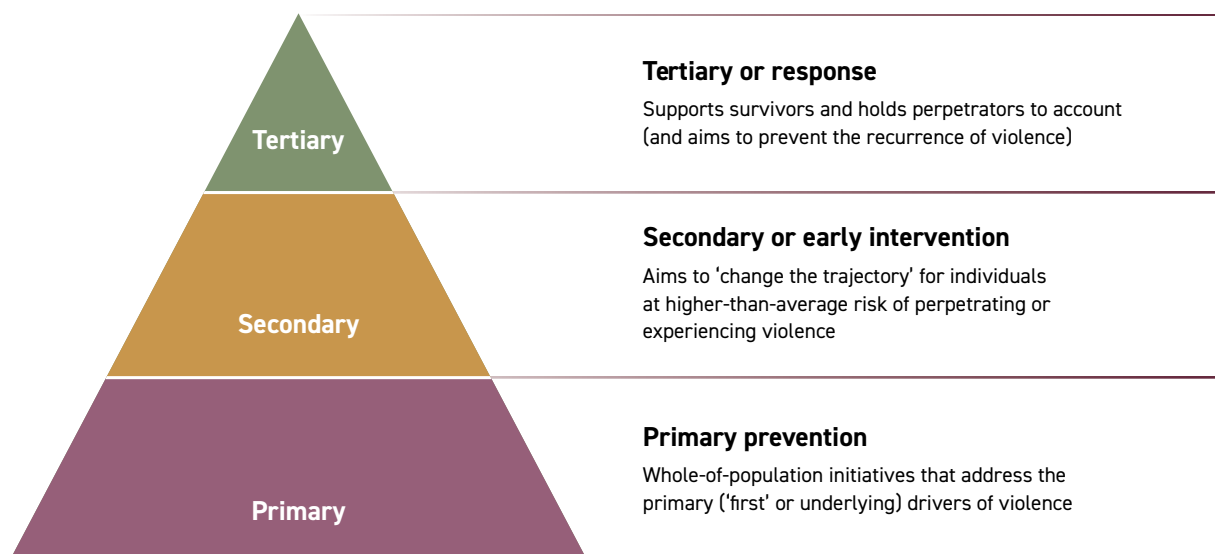 Tertiary
Tertiary or response
Supports survivors and holds perpetrators to account
(and aims to prevent the recurrence of violence)
Secondary
Secondary or early intervention
Aims to ‘change the trajectory’ for individuals
at higher-than-average risk of perpetrating or
experiencing violence
Primary
Primary prevention
Whole-of-population initiatives that address the
primary (‘first’ or underlying) drivers of violence